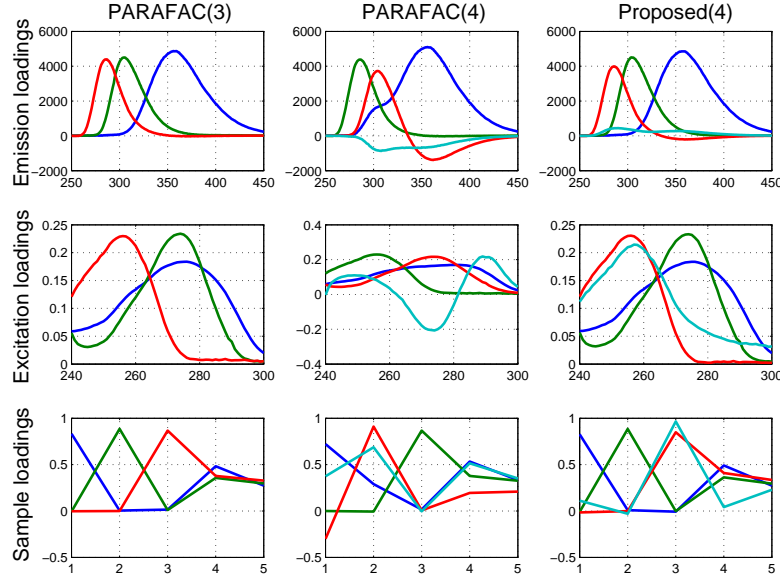 PARAFAC(3) PARAFAC(4) Proposed(4)
Emission loadings
6000 4000 2000 0 −2000
250 300 350 400 450
6000 4000 2000 0 −2000
250 300 350 400 450
6000 4000 2000 0 −2000
250 300 350 400 450
Excitation loadings
0.25 0.2 0.15 0.1 0.05 0
240 260 280 300
0.4 0.2 0 −0.2 −0.4
240 260 280 300
0.25 0.2 0.15 0.1 0.05 0
240 260 280 300
Sample loadings
1 0.5 0 −0.5
1 2 3 4 5
1 0.5 0 −0.5
1 2 3 4 5
1 0.5 0 −0.5
1 2 3 4 5